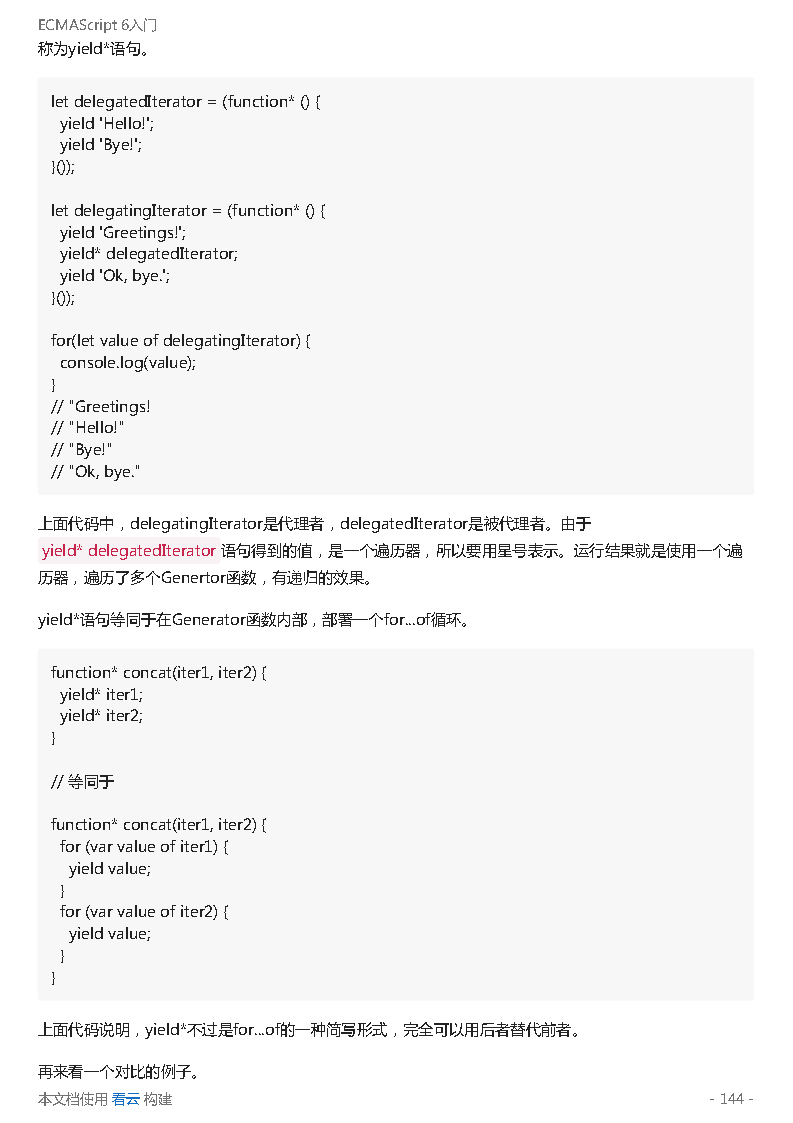 ECMAScript 6入门
称为yield*语句。
let delegatedIterator = (function* () {
  yield 'Hello!';
  yield 'Bye!';
}());
let delegatingIterator = (function* () {
  yield 'Greetings!';
  yield* delegatedIterator;
  yield 'Ok, bye.';
}());
for(let value of delegatingIterator) {
  console.log(value);
}
// "Greetings!
// "Hello!"
// "Bye!"
// "Ok, bye."
上面代码中，delegatingIterator是代理者，delegatedIterator是被代理者。由于
yield* delegatedIterator 语句得到的值，是一个遍历器，所以要用星号表示。运行结果就是使用一个遍
历器，遍历了多个Genertor函数，有递归的效果。
yield*语句等同于在Generator函数内部，部署一个for...of循环。
function* concat(iter1, iter2) {
  yield* iter1;
  yield* iter2;
}
// 等同于
function* concat(iter1, iter2) {
  for (var value of iter1) {
    yield value;
  }
  for (var value of iter2) {
    yield value;
  }
}
上面代码说明，yield*不过是for...of的一种简写形式，完全可以用后者替代前者。
再来看一个对比的例子。
本文档使用 看云 构建 - 144 -